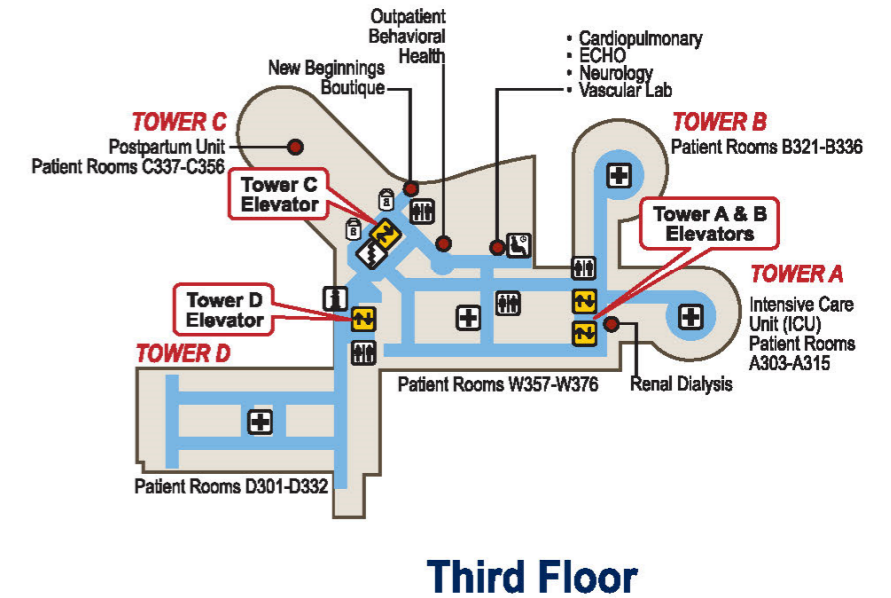 Outpatient
Behavioral
Health
• Cardiopulmonary
• ECHO
• Neurology
• Vascular Lab
New Beginnings
Boutique
TOWER C
Postpartum Unit
Patient Rooms C337-C356
TOWER B
Patient Rooms B321-B336
Tower C
Elevator
Tower A & B
Elevators
TOWER A
Intensive Care
Unit (ICU)
Patient Rooms
A303-A315
Tower D
Elevator
TOWER D
Patient Rooms W357-W376
Renal Dialysis
Patient Rooms D301-D332
Third Floor